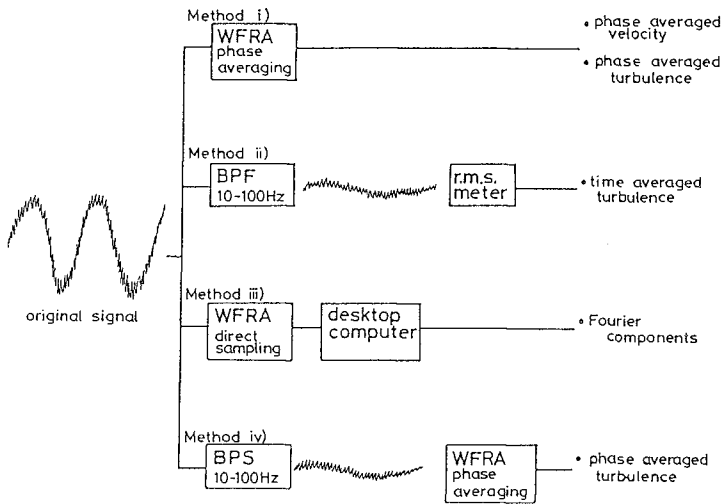 Method i)
WFRA
phase
averaging
• phase averaged
velocity
• phase averaged
turbulence
Method ii)
BPF
10-100Hz
r.m.s.
meter
• time averaged
turbulence
original signal
Method iii)
WFRA
direct
sampling
desktop
computer
• Fourier
components
Method iv)
BPS
10-100Hz
WFRA
phase
averaging
• phase averaged
turbulence